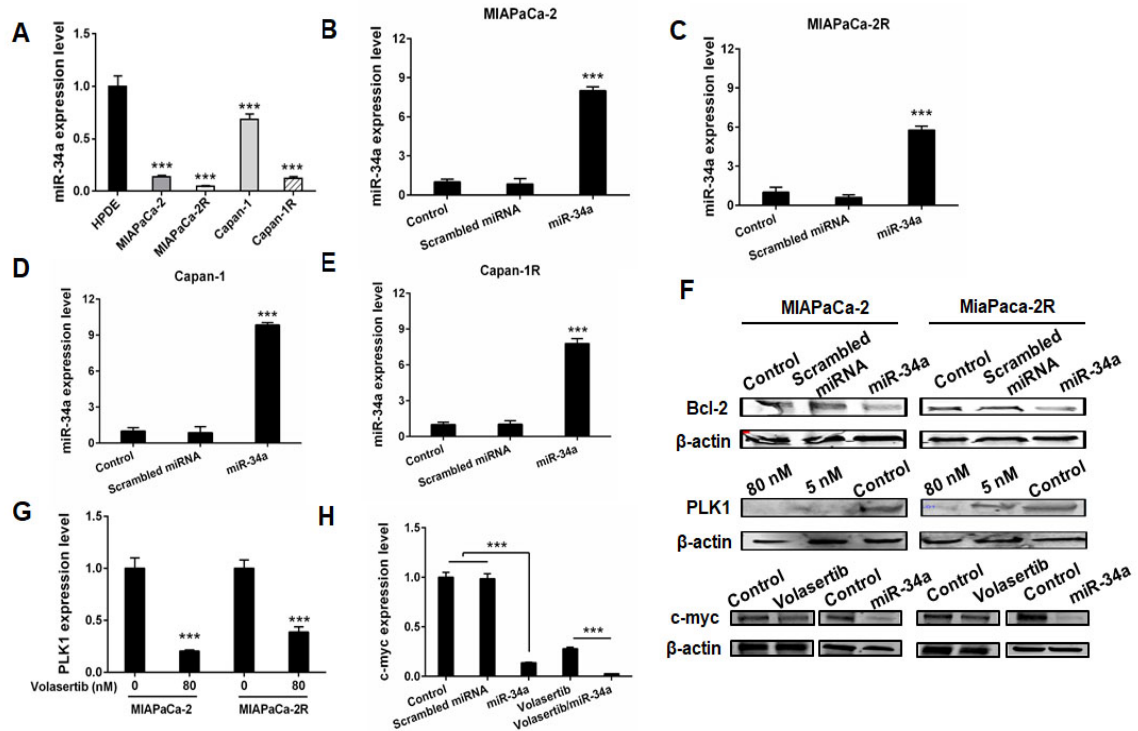 A
miR-34a expression level
1.5
1.0
0.5
0.0
***
***
***
***
HPDE
MIAPaCa-2
MIAPaCa-2R
Capan-1
Capan-1R
B
MIAPaCa-2
miR-34a expression level
12
9
6
3
0
***
Control
Scrambled miRNA
miR-34a
C
MIAPaCa-2R
miR-34a expression level
12
9
6
3
0
***
Control
Scrambled miRNA
miR-34a
D
Capan-1
miR-34a expression level
12
9
6
3
0
***
Control
Scrambled miRNA
miR-34a
E
Capan-1R
miR-34a expression level
12
9
6
3
0
***
Control
Scrambled miRNA
miR-34a
F
MIAPaCa-2
MiaPaca-2R
Control
Scrambled
miRNA
miR-34a
Control
Scrambled
miRNA
miR-34a
Bcl-2
β-actin
80 nM
5 nM
Control
80 nM
5 nM
Control
PLK1
β-actin
Control
Volasertib
Control
miR-34a
Control
Volasertib
Control
miR-34a
c-myc
β-actin
G
PLK1 expression level
1.5
1.0
0.5
0.0
***
***
Volasertib (nM)
0
80
0
80
MIAPaCa-2
MIAPaCa-2R
H
c-myc expression level
1.5
1.0
0.5
0.0
***
***
Control
Scrambled miRNA
miR-34a
Volasertib
Volasertib/miR-34a